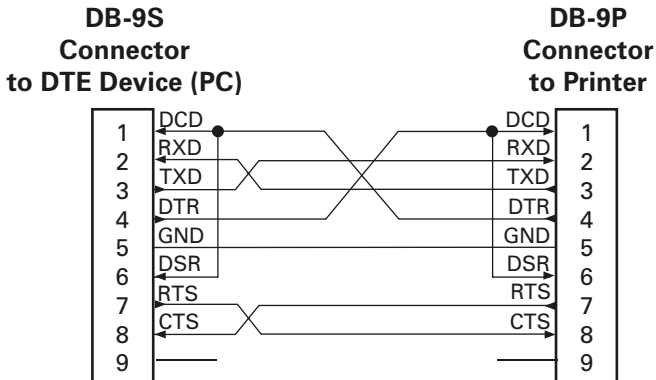 DB-9S
Connector
to DTE Device (PC)
DB-9P
Connector
to Printer
1 DCD DCD 1
2 RXD RXD 2
3 TXD TXD 3
4 DTR DTR 4
5 GND GND 5
6 DSR DSR 6
7 RTS RTS 7
8 CTS CTS 8
9 9